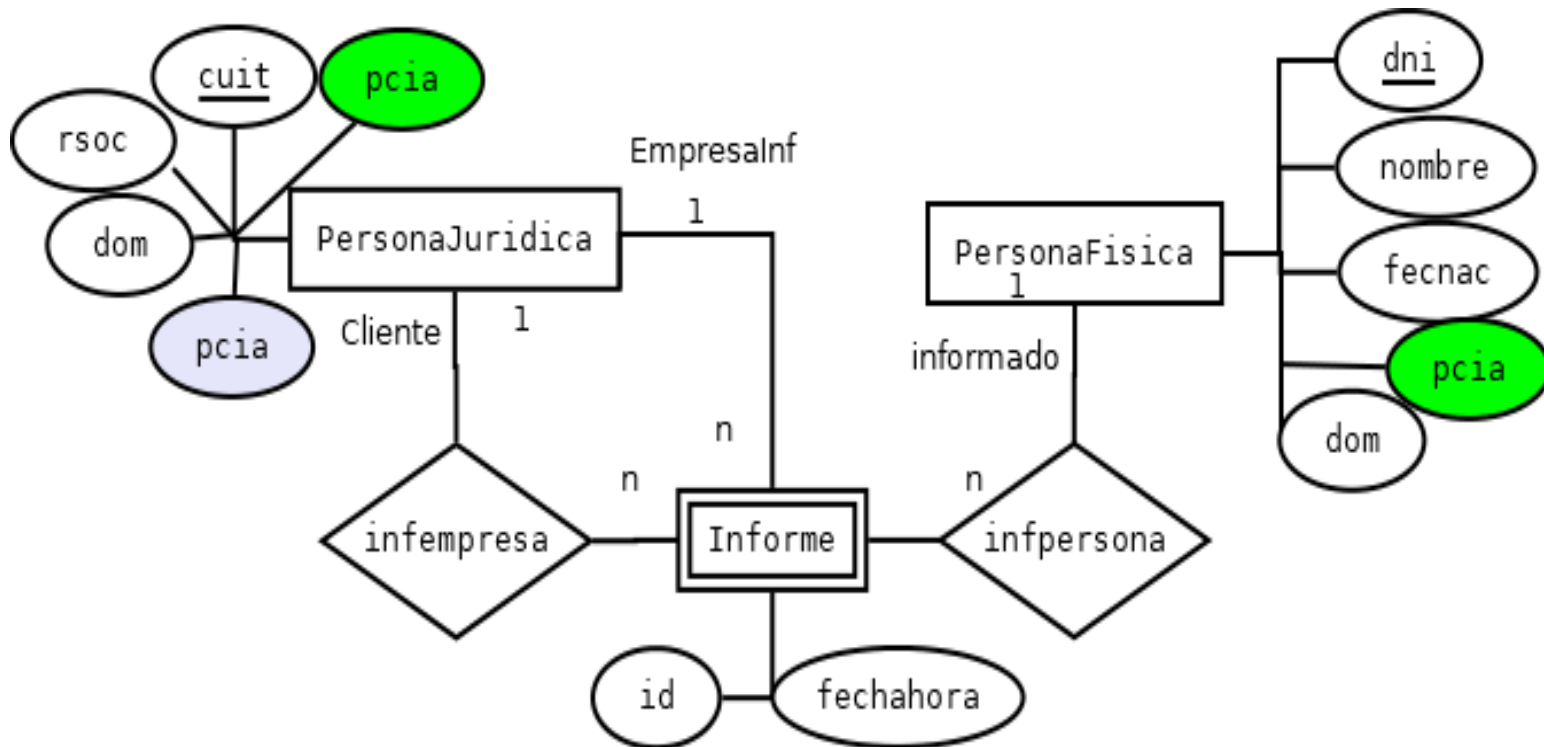 cuit
pcia
rsoc
dom
pcia
PersonaJuridica
EmpresaInf
1
Cliente
1
n
n
infempresa
Informe
id
fechahora
n
infpersona
informado
PersonaFisica
1
dni
nombre
fecnac
pcia
dom